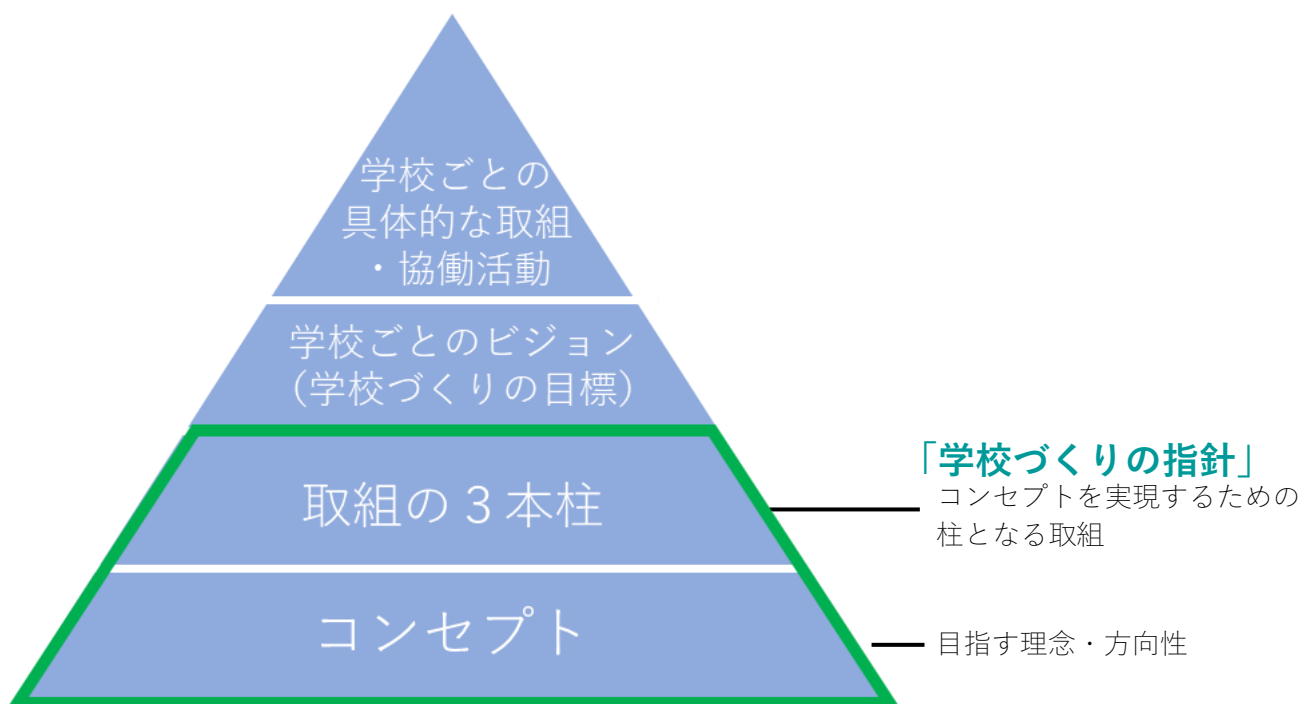 学校ごとの
具体的な取組
・協働活動
学校ごとのビジョン
(学校づくりの目標)
取組の３本柱
コンセプト
「学校づくりの指針」
コンセプトを実現するための
柱となる取組
目指す理念・方向性